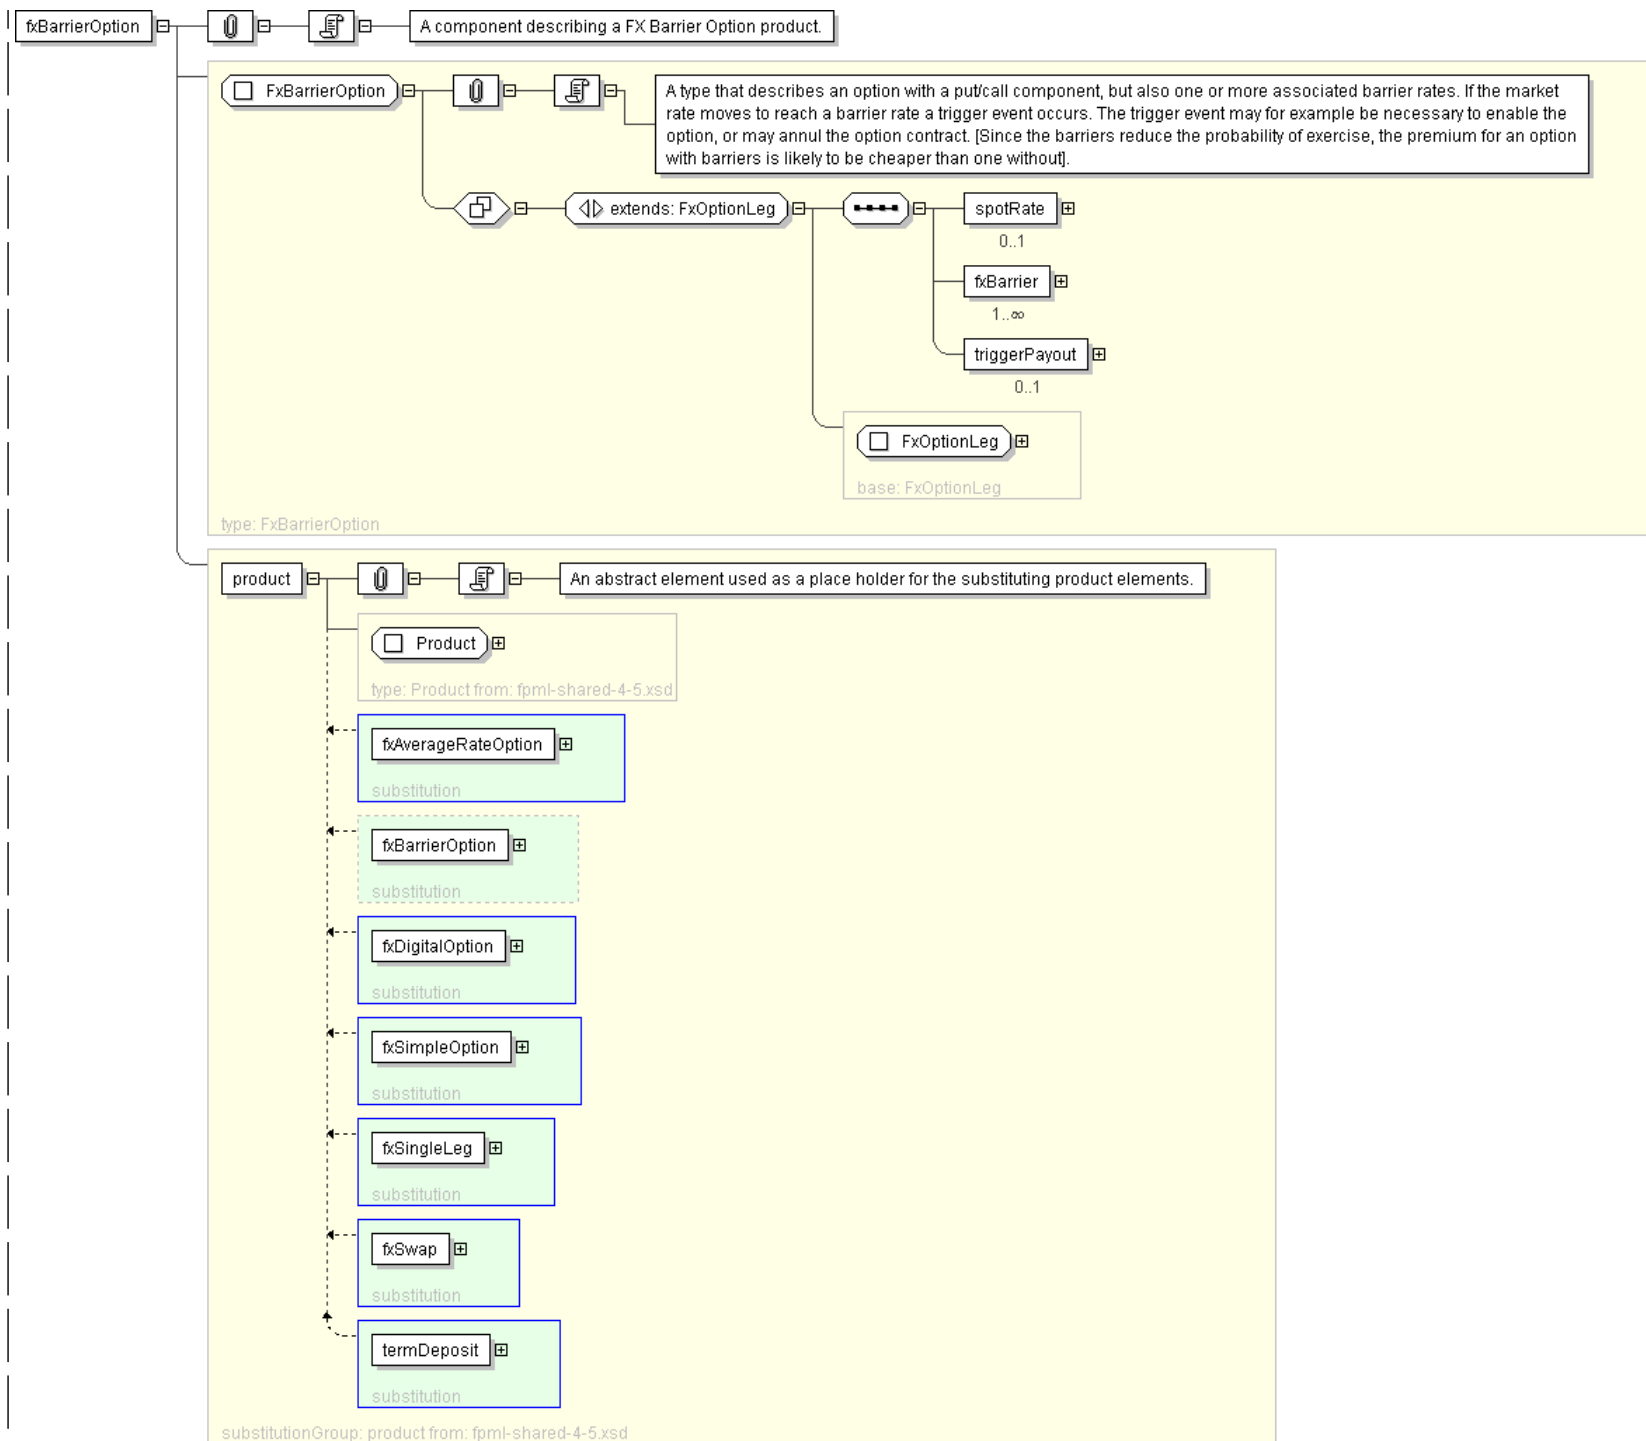 fxBarrierOption
A component describing a FX Barrier Option product.
FxBarrierOption
A type that describes an option with a put/call component, but also one or more associated barrier rates. If the market
rate moves to reach a barrier rate a trigger event occurs. The trigger event may for example be necessary to enable the
option, or may annul the option contract. [Since the barriers reduce the probability of exercise, the premium for an option
with barriers is likely to be cheaper than one without].
extends: FxOptionLeg
spotRate
0..1
fxBarrier
1..∞
triggerPayout
0..1
FxOptionLeg
base: FxOptionLeg
type: FxBarrierOption
product
An abstract element used as a place holder for the substituting product elements.
Product
type: Product from: fpml-shared-4-5.xsd
fxAverageRateOption
substitution
fxBarrierOption
substitution
fxDigitalOption
substitution
fxSimpleOption
substitution
fxSingleLeg
substitution
fxSwap
substitution
termDeposit
substitution
substitutionGroup: product from: fpml-shared-4-5.xsd